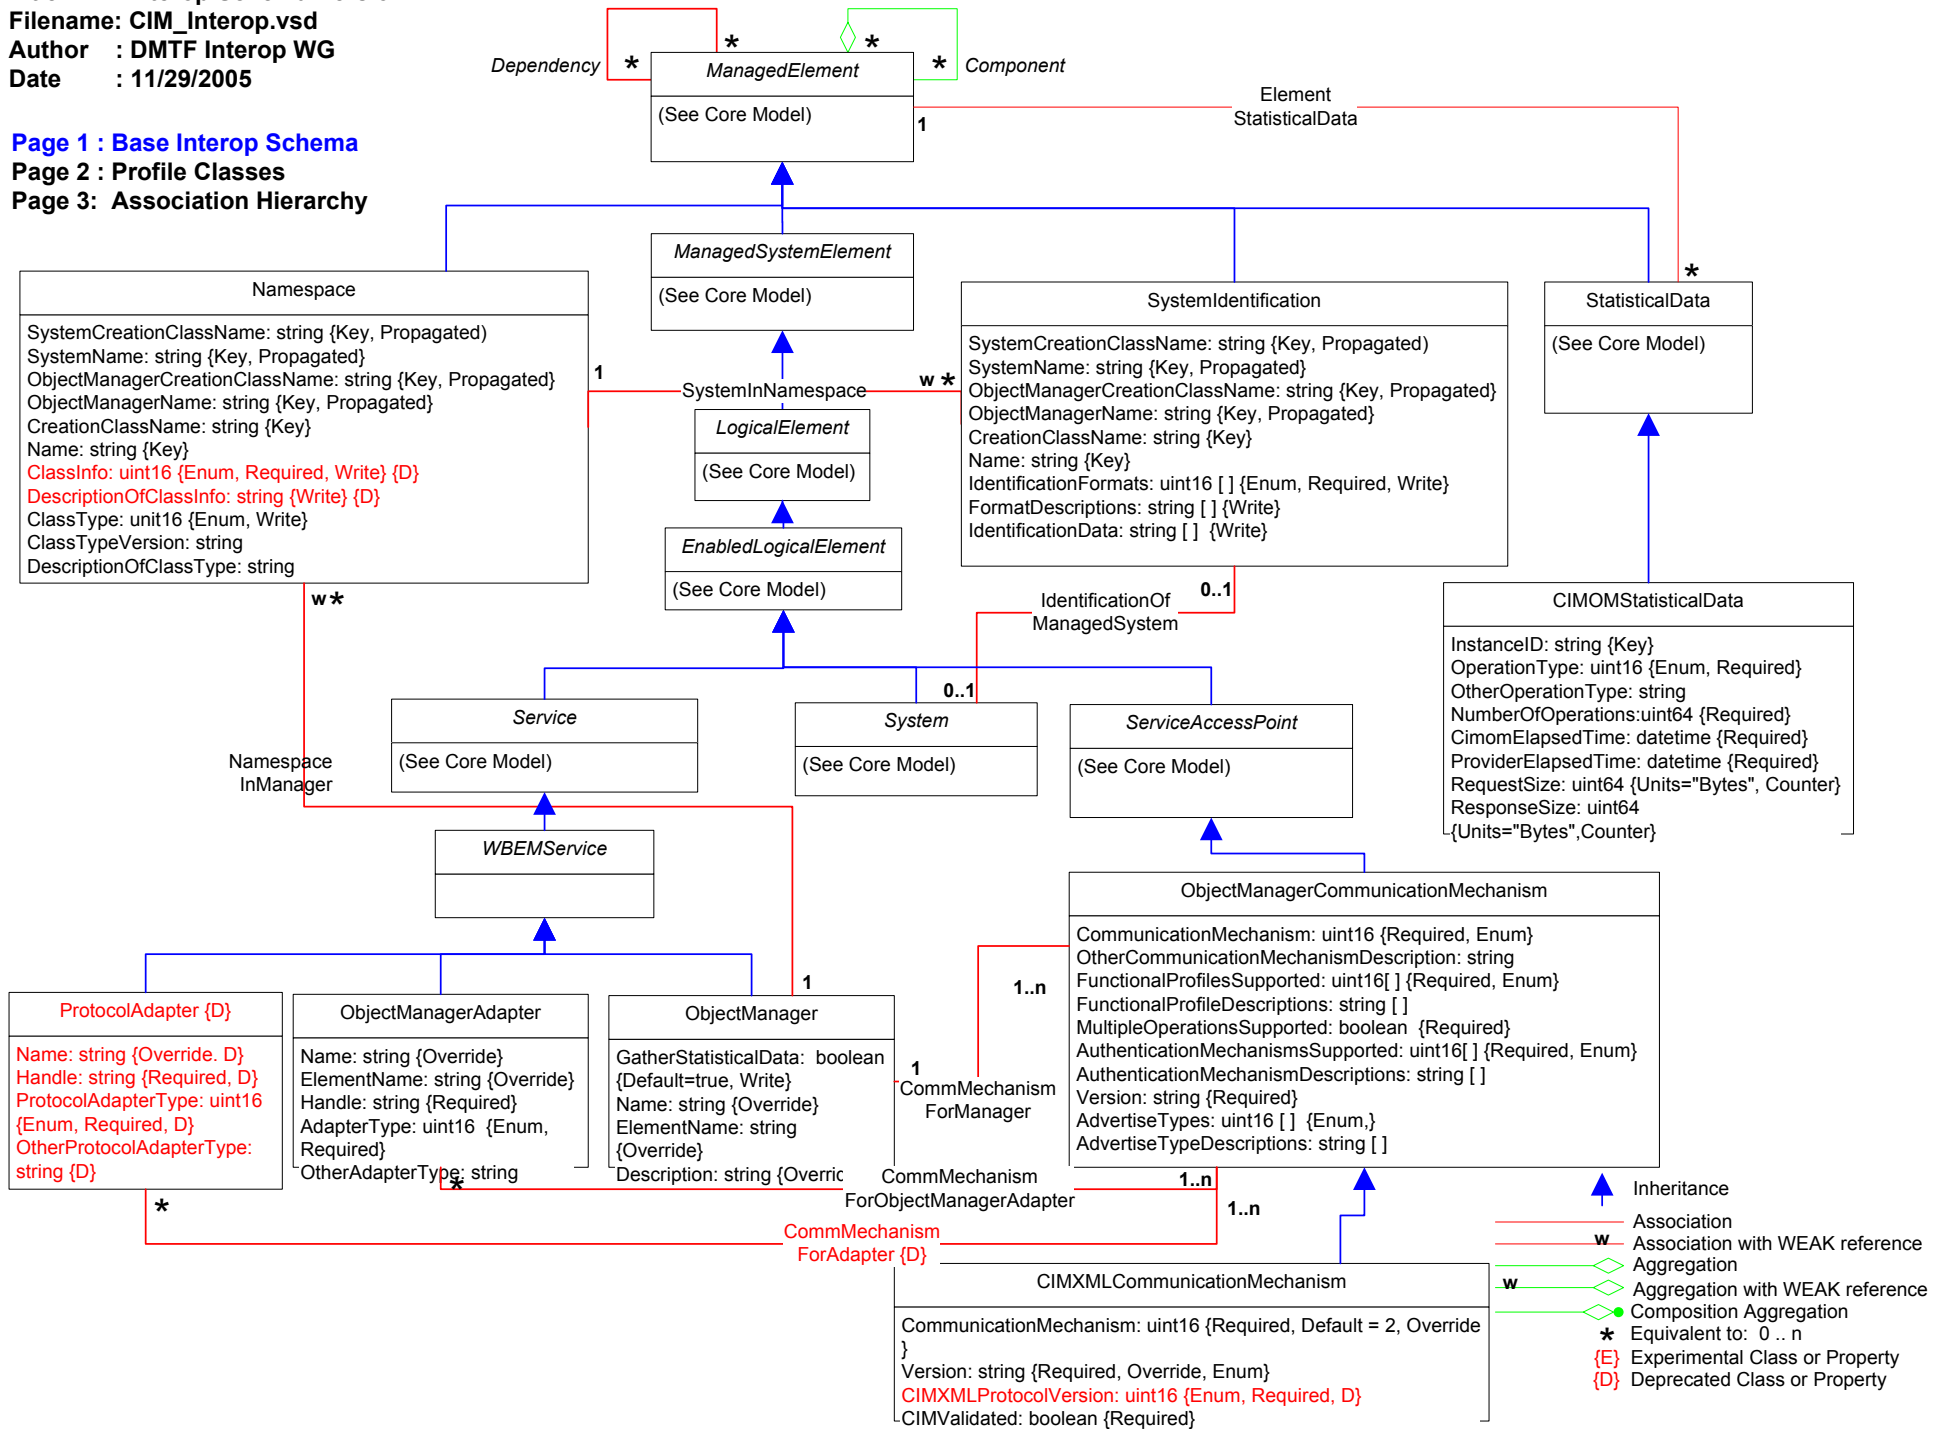 Filename: CIM_Interop.vsd
Author : DMTF Interop WG
Date : 11/29/2005
Page 1 : Base Interop Schema
Page 2 : Profile Classes
Page 3: Association Hierarchy
Dependency
*
*
*
*
Component
ManagedElement
(See Core Model)
1
Element
StatisticalData
*
ManagedSystemElement
(See Core Model)
Namespace
SystemCreationClassName: string {Key, Propagated)
SystemName: string {Key, Propagated}
ObjectManagerCreationClassName: string {Key, Propagated}
ObjectManagerName: string {Key, Propagated}
CreationClassName: string {Key}
Name: string {Key}
ClassInfo: uint16 {Enum, Required, Write} {D}
DescriptionOfClassInfo: string {Write} {D}
ClassType: unit16 {Enum, Write}
ClassTypeVersion: string
DescriptionOfClassType: string
1
SystemInNamespace
w *
SystemIdentification
SystemCreationClassName: string {Key, Propagated)
SystemName: string {Key, Propagated}
ObjectManagerCreationClassName: string {Key, Propagated}
ObjectManagerName: string {Key, Propagated}
CreationClassName: string {Key}
Name: string {Key}
IdentificationFormats: uint16 [ ] {Enum, Required, Write}
FormatDescriptions: string [ ] {Write}
IdentificationData: string [ ] {Write}
StatisticalData
(See Core Model)
LogicalElement
(See Core Model)
EnabledLogicalElement
(See Core Model)
w *
IdentificationOf
ManagedSystem
0..1
0..1
CIMOMStatisticalData
InstanceID: string {Key}
OperationType: uint16 {Enum, Required}
OtherOperationType: string
NumberOfOperations:uint64 {Required}
CimomElapsedTime: datetime {Required}
ProviderElapsedTime: datetime {Required}
RequestSize: uint64 {Units="Bytes", Counter}
ResponseSize: uint64
{Units="Bytes",Counter}
Service
(See Core Model)
System
(See Core Model)
ServiceAccessPoint
(See Core Model)
Namespace
InManager
WBEMService
ObjectManagerCommunicationMechanism
CommunicationMechanism: uint16 {Required, Enum}
OtherCommunicationMechanismDescription: string
FunctionalProfilesSupported: uint16[ ] {Required, Enum}
FunctionalProfileDescriptions: string [ ]
MultipleOperationsSupported: boolean {Required}
AuthenticationMechanismsSupported: uint16[ ] {Required, Enum}
AuthenticationMechanismDescriptions: string [ ]
Version: string {Required}
AdvertiseTypes: uint16 [ ] {Enum,}
AdvertiseTypeDescriptions: string [ ]
1
1..n
ProtocolAdapter {D}
Name: string {Override. D}
Handle: string {Required, D}
ProtocolAdapterType: uint16
{Enum, Required, D}
OtherProtocolAdapterType:
string {D}
ObjectManagerAdapter
Name: string {Override}
ElementName: string {Override}
Handle: string {Required}
AdapterType: uint16 {Enum,
Required}
OtherAdapterType: string
ObjectManager
GatherStatisticalData: boolean
{Default=true, Write}
Name: string {Override}
ElementName: string
{Override}
Description: string {Overric
1
CommMechanism
ForManager
*
CommMechanism
ForObjectManagerAdapter
1..n
*
CommMechanism
ForAdapter {D}
1..n
CIMXMLCommunicationMechanism
CommunicationMechanism: uint16 {Required, Default = 2, Override
}
Version: string {Required, Override, Enum}
CIMXMLProtocolVersion: uint16 {Enum, Required, D}
CIMValidated: boolean {Required}
Inheritance
Association
w Association with WEAK reference
Aggregation
w Aggregation with WEAK reference
Composition Aggregation
* Equivalent to: 0 .. n
{E} Experimental Class or Property
{D} Deprecated Class or Property